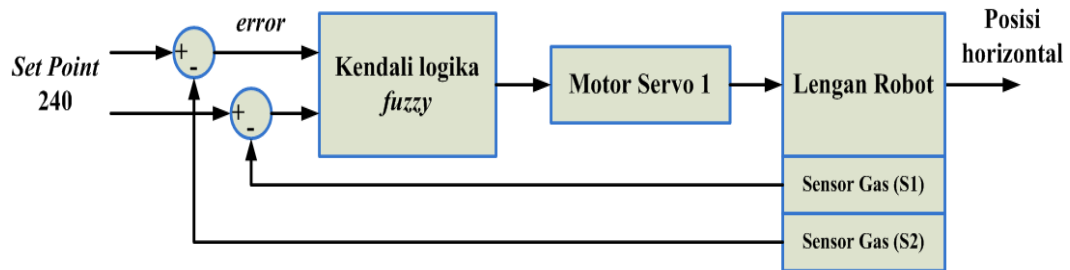 error
Set Point
240
+
-
+
-
Kendali logika
fuzzy
Motor Servo 1
Lengan Robot
Posisi
horizontal
Sensor Gas (S1)
Sensor Gas (S2)